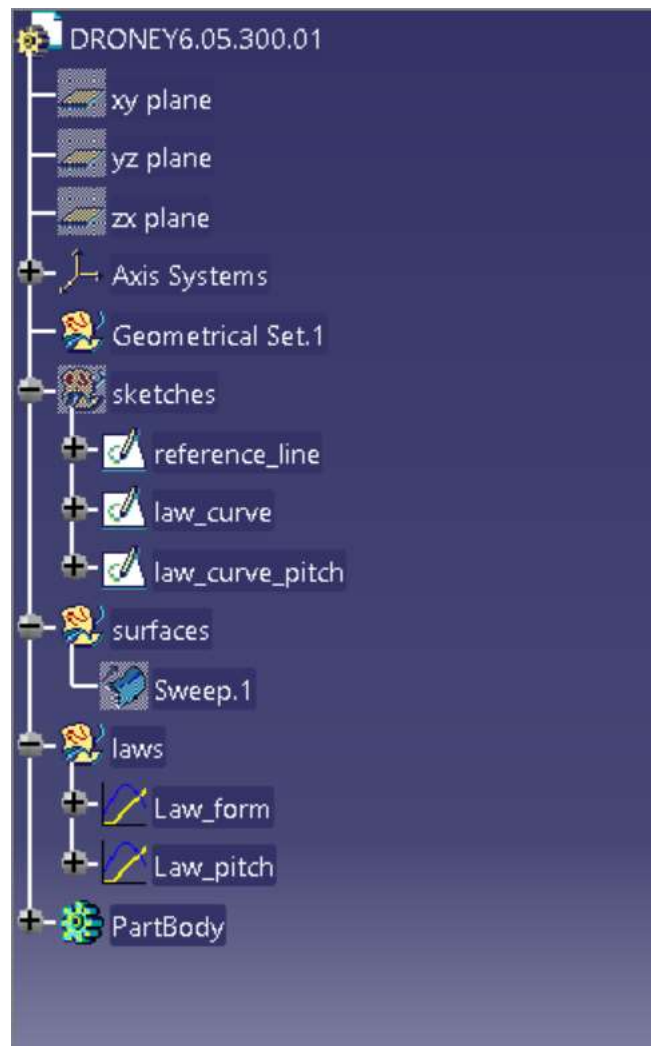 DRONEY6.05.300.01
xy plane
yz plane
zx plane
Axis Systems
Geometrical Set.1
sketches
reference_line
law_curve
law_curve_pitch
surfaces
Sweep.1
laws
Law_form
Law_pitch
PartBody